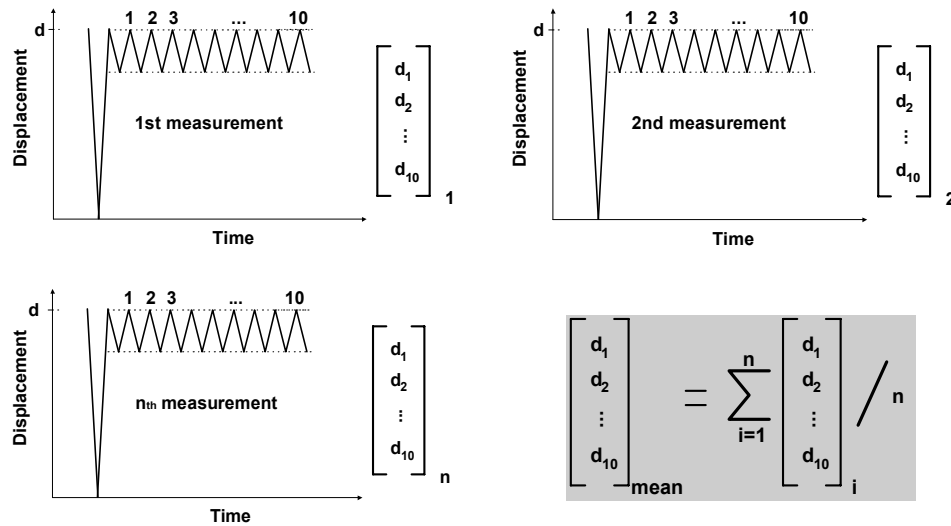 1 2 3 ... 10
d
Displacement
1st measurement
Time
d1
d2
...
d10
1
1 2 3 ... 10
d
Displacement
2nd measurement
Time
d1
d2
...
d10
2
1 2 3 ... 10
d
Displacement
nth measurement
Time
d1
d2
...
d10
n
d1
d2
...
d10
mean
=
n
∑
i=1
d1
d2
...
d10
i
/ n